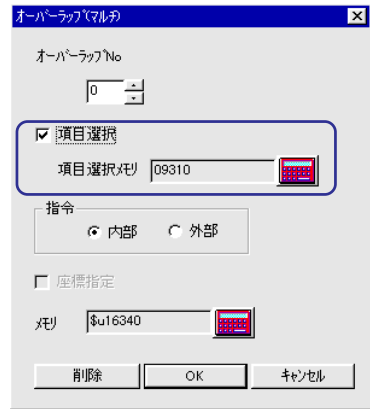 オーバーラップ(マルチ)
オーバーラップNo
0
項目選択
項目選択メモリ 09310
指令
内部 外部
座標指定
メモリ $u16340
削除 OK キャンセル